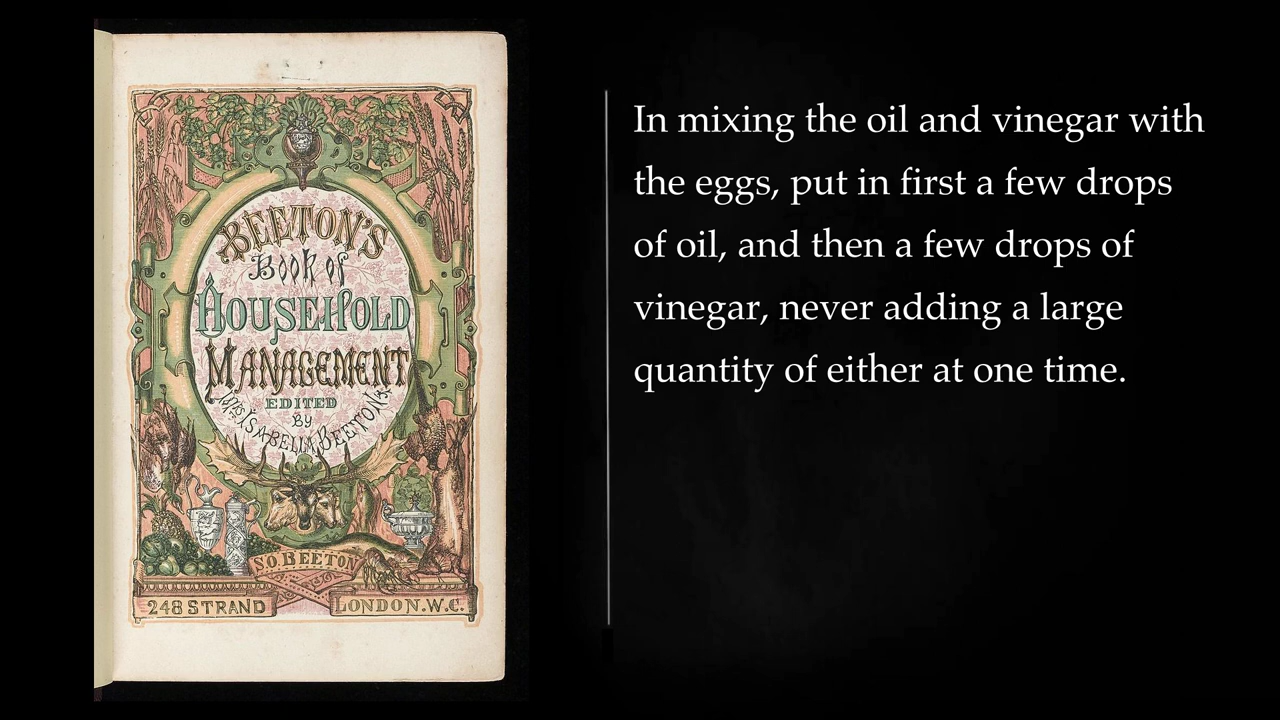 BEETON'S
Book of
HOUSEHOLD
MANAGEMENT
EDITED
BY
MRS ISABELLA BEETON
S.O. BEETON
248 STRAND
LONDON.W.C.
In mixing the oil and vinegar with
the eggs, put in first a few drops
of oil, and then a few drops of
vinegar, never adding a large
quantity of either at one time.